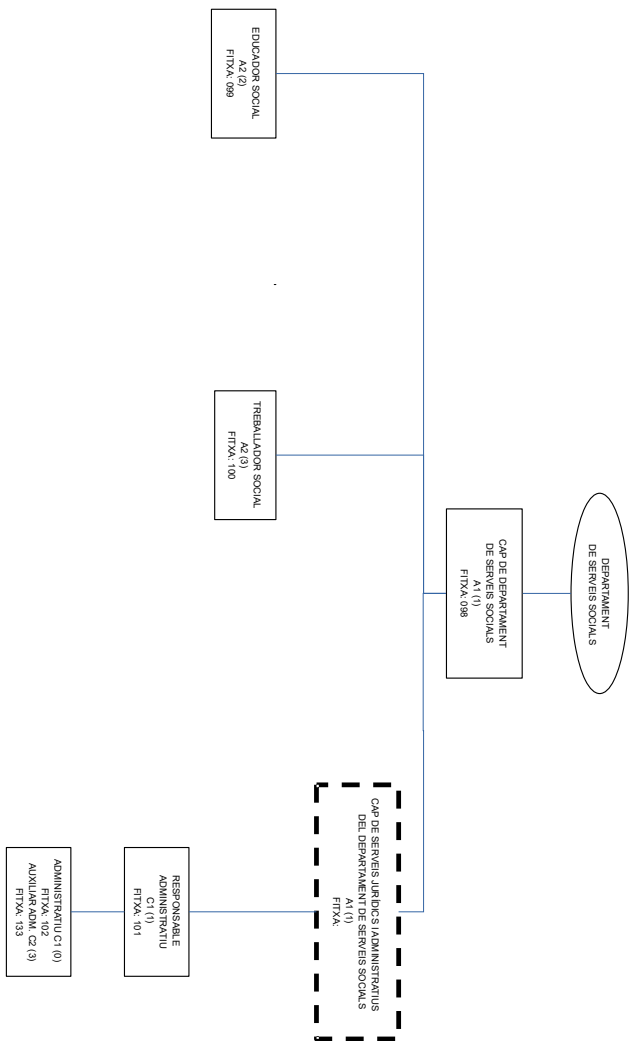 DEPARTAMENT
DE SERVEIS SOCIALS
CAP DE DEPARTAMENT
DE SERVEIS SOCIALS
A1 (1)
FITXA: 098
EDUCADOR SOCIAL
A2 (2)
FITXA: 099
TREBALLADOR SOCIAL
A2 (3)
FITXA: 100
CAP DE SERVEIS JURÍDICS I ADMINISTRATIUS
DEL DEPARTAMENT DE SERVEIS SOCIALS
A1 (1)
FITXA:
RESPONSABLE
ADMINISTRATIU
C1 (1)
FITXA: 101
ADMINISTRATIU C1 (0)
FITXA: 102
AUXILIAR ADM. C2 (3)
FITXA: 133